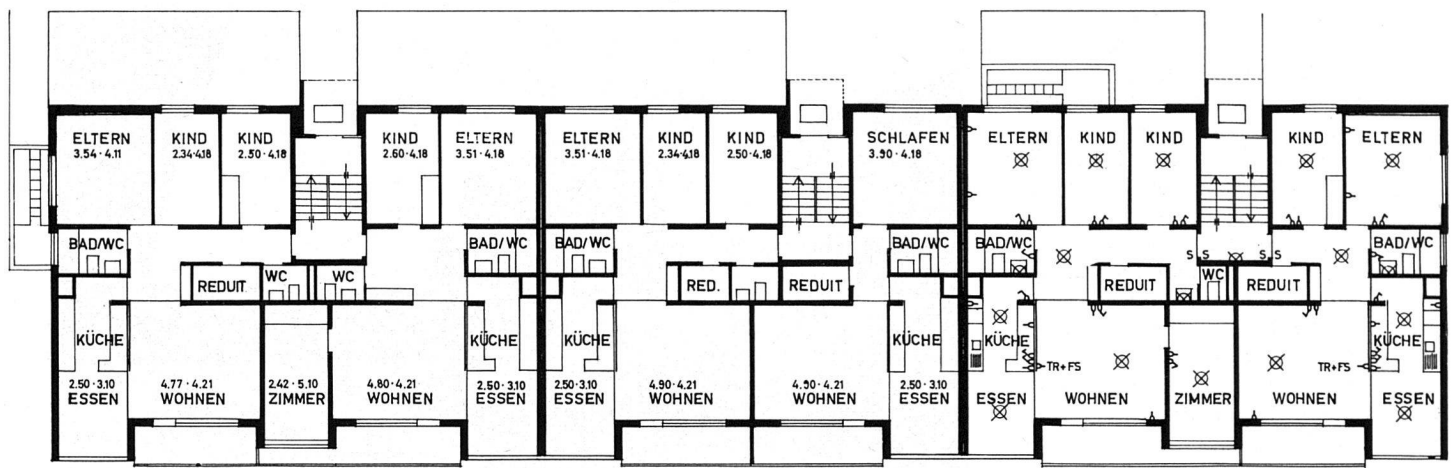 ELTERN
3.54 · 4.11
KIND
2.34·4.18
KIND
2.50 · 4.18
KIND
2.60 · 4.18
ELTERN
3.51 · 4.18
ELTERN
3.51 · 4.18
KIND
2.34·4.18
KIND
2.50 · 4.18
SCHLAFEN
3.90 · 4.18
ELTERN
KIND
KIND
KIND
ELTERN
BAD/WC
BAD/WC
BAD/WC
BAD/WC
BAD/WC
S S
S S
BAD/WC
REDUIT
WC
WC
RED.
REDUIT
REDUIT
WC
REDUIT
KÜCHE
KÜCHE
KÜCHE
KÜCHE
KÜCHE
KÜCHE
2.50 · 3.10
ESSEN
4.77 · 4.21
WOHNEN
2.42 · 5.10
ZIMMER
4.80 · 4.21
WOHNEN
2.50 · 3.10
ESSEN
2.50 · 3.10
ESSEN
4.90 · 4.21
WOHNEN
4.90 · 4.21
WOHNEN
2.50 · 3.10
ESSEN
TR+FS
TR+FS
ESSEN
WOHNEN
ZIMMER
WOHNEN
ESSEN